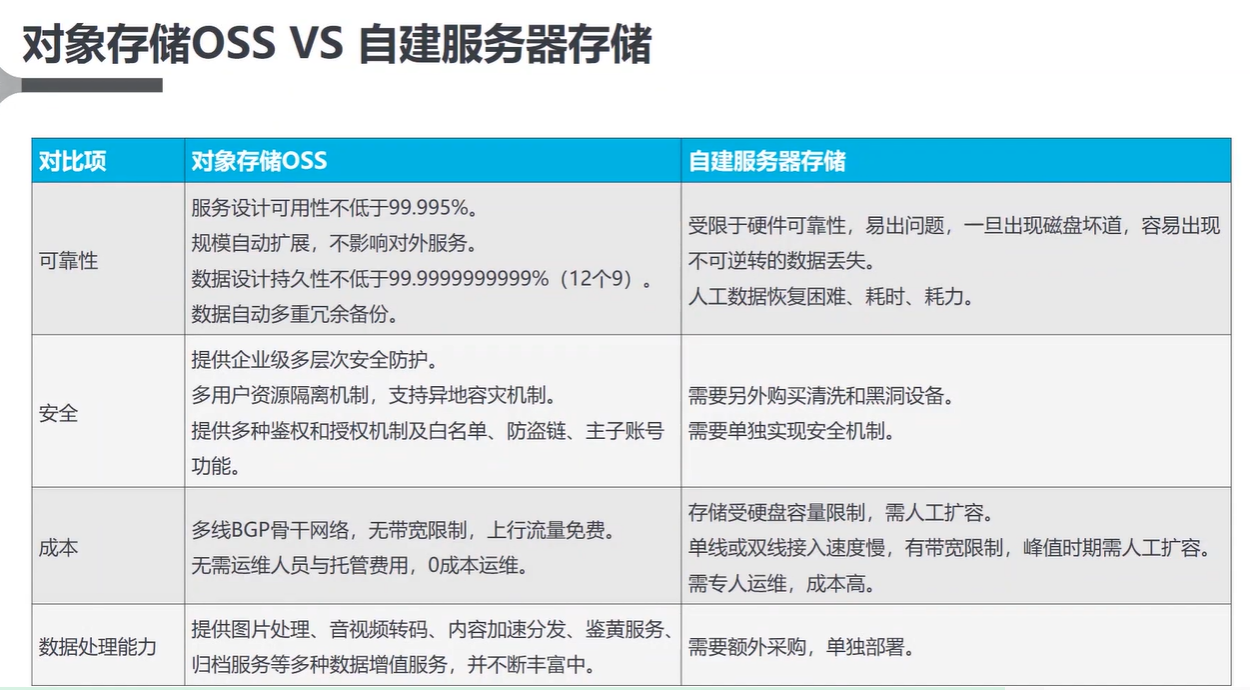 对象存储OSS VS 自建服务器存储
对比项
对象存储OSS
自建服务器存储
可靠性
服务设计可用性不低于99.995%。
规模自动扩展，不影响对外服务。
数据设计持久性不低于99.9999999999%（12个9）。
数据自动多重冗余备份。
受限于硬件可靠性，易出问题，一旦出现磁盘坏道，容易出现
不可逆转的数据丢失。
人工数据恢复困难、耗时、耗力。
安全
提供企业级多层次安全防护。
多用户资源隔离机制，支持异地容灾机制。
提供多种鉴权和授权机制及白名单、防盗链、主子账号
功能。
需要另外购买清洗和黑洞设备。
需要单独实现安全机制。
成本
多线BGP骨干网络，无带宽限制，上行流量免费。
无需运维人员与托管费用，0成本运维。
存储受硬盘容量限制，需人工扩容。
单线或双线接入速度慢，有带宽限制，峰值时期需人工扩容。
需专人运维，成本高。
数据处理能力
提供图片处理、音视频转码、内容加速分发、鉴黄服务、
归档服务等多种数据增值服务，并不断丰富中。
需要额外采购，单独部署。